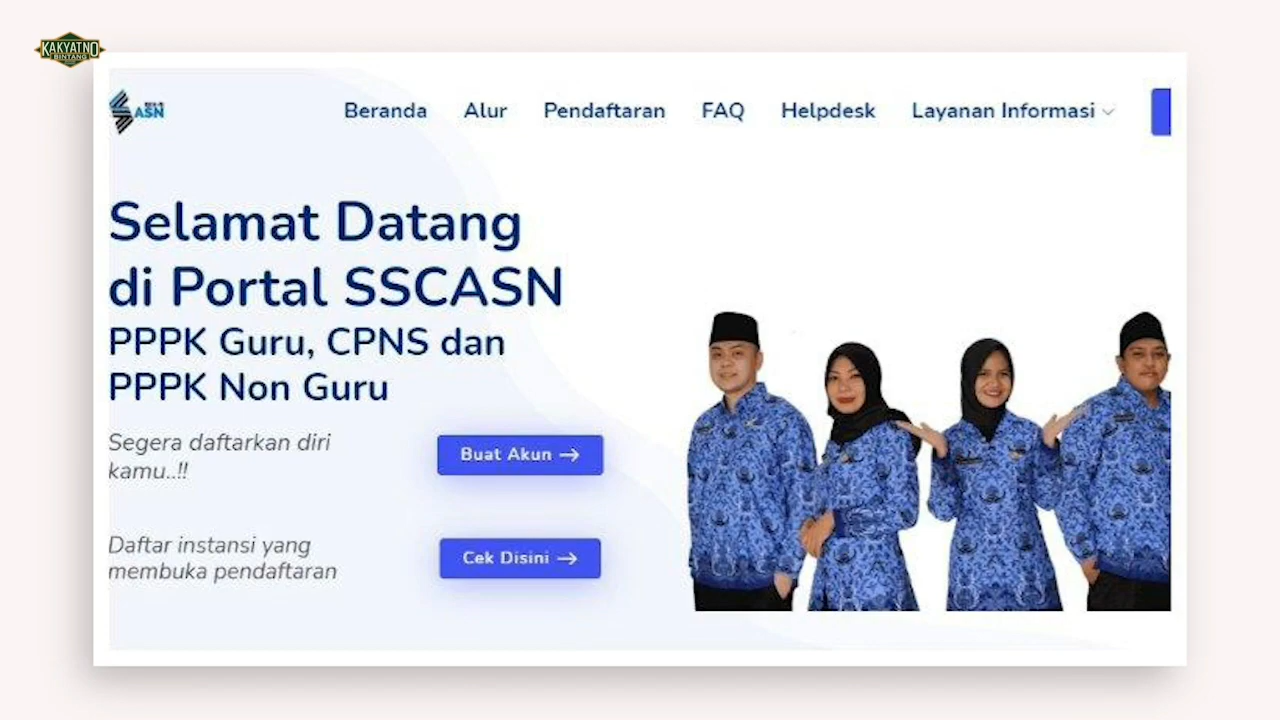 KAKYATNO
BINTANG
ASN
Beranda
Alur
Pendaftaran
FAQ
Helpdesk
Layanan Informasi
Selamat Datang
di Portal SSCASN
PPPK Guru, CPNS dan
PPPK Non Guru
Segera daftarkan diri
kamu..!!
Buat Akun
Daftar instansi yang
membuka pendaftaran
Cek Disini